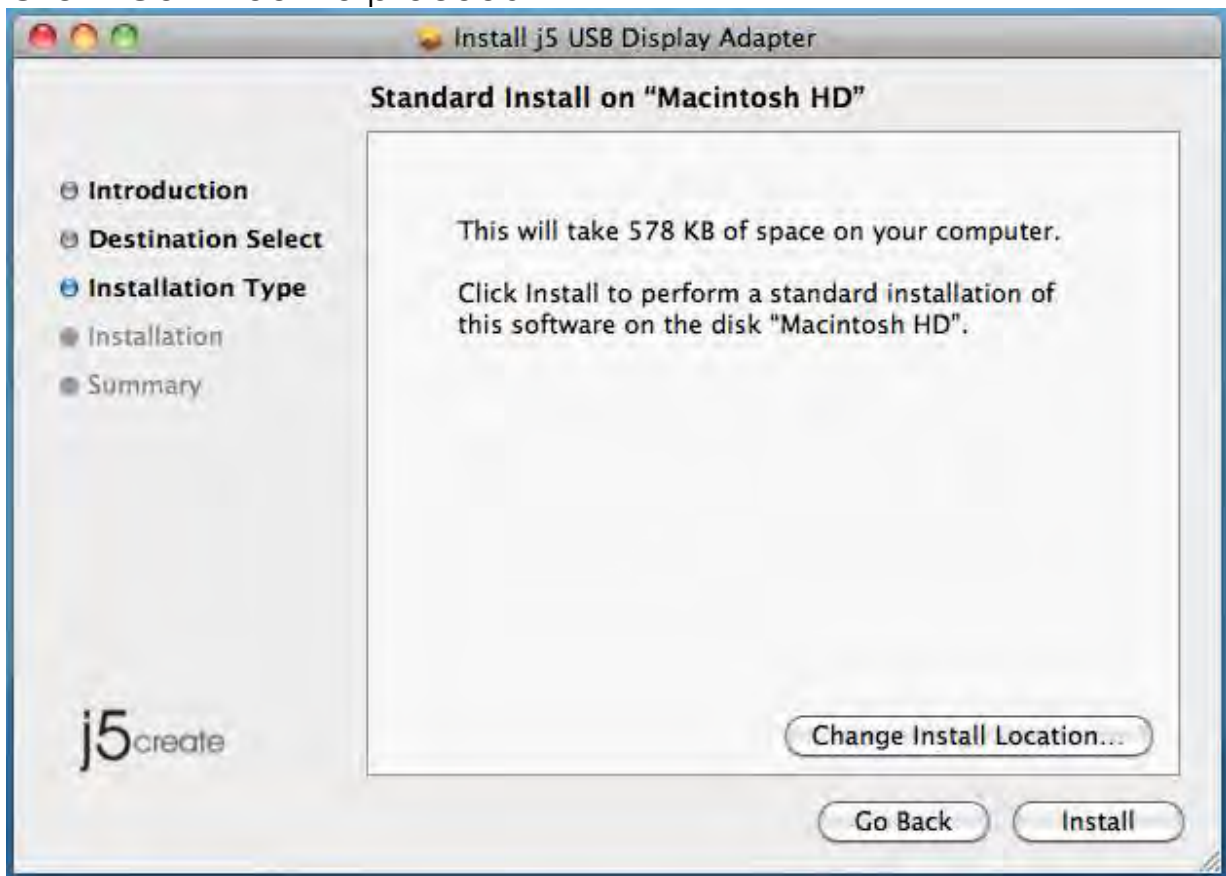 Install j5 USB Display Adapter
Standard Install on “Macintosh HD”
Introduction
Destination Select
Installation Type
Installation
Summary
This will take 578 KB of space on your computer.
Click Install to perform a standard installation of
this software on the disk “Macintosh HD”.
j5create
Change Install Location...
Go Back
Install